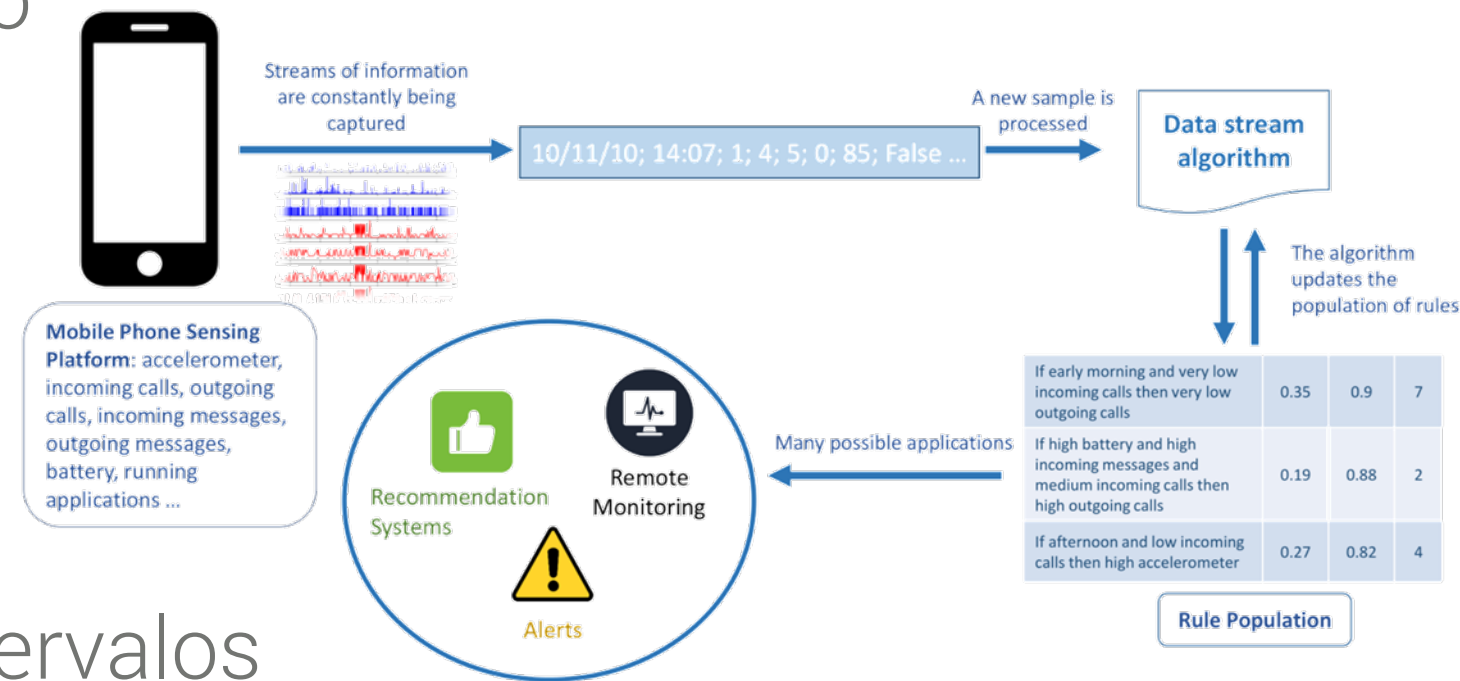 Streams of information
are constantly being
captured
10/11/10; 14:07; 1; 4; 5; 0; 85; False ...
A new sample is
processed
Data stream
algorithm
The algorithm
updates the
population of rules
Mobile Phone Sensing
Platform: accelerometer,
incoming calls, outgoing
calls, incoming messages,
outgoing messages,
battery, running
applications ...
If early morning and very low
incoming calls then very low
outgoing calls
0.35 0.9 7
If high battery and high
incoming messages and
medium incoming calls then
high outgoing calls
0.19 0.88 2
If afternoon and low incoming
calls then high accelerometer
0.27 0.82 4
Rule Population
Many possible applications
Recommendation
Systems
Remote
Monitoring
Alerts
ervalos